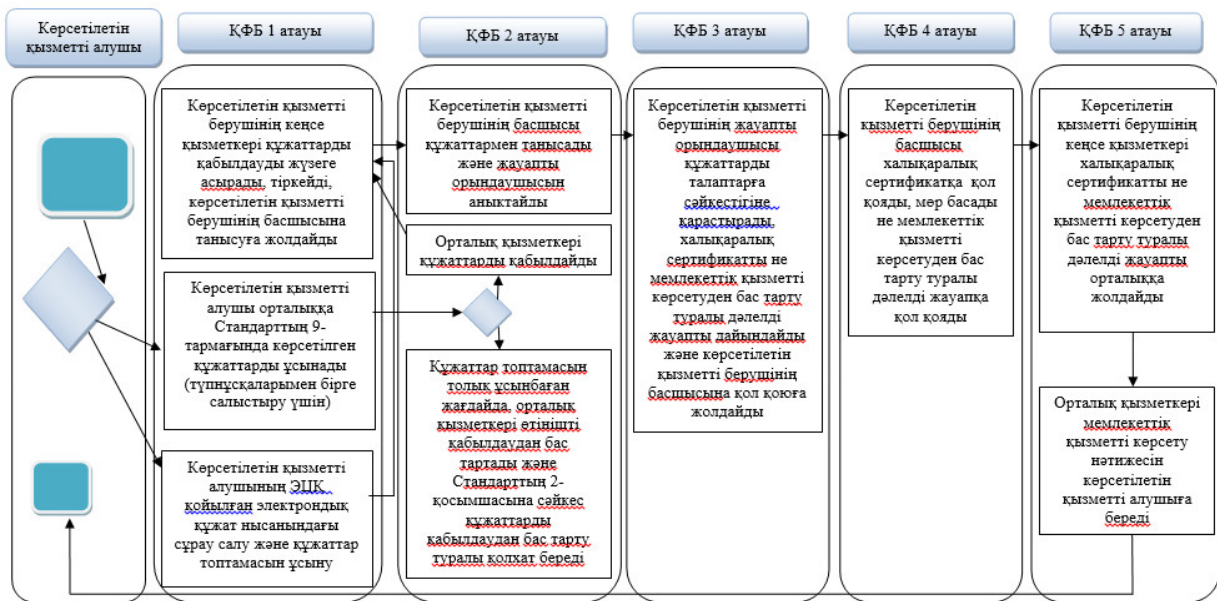 Көрсетілетін
қызметті алушы
ҚФБ 1 атауы
ҚФБ 2 атауы
ҚФБ 3 атауы
ҚФБ 4 атауы
ҚФБ 5 атауы
Көрсетілетін қызметті
берушінің кеңсе
қызметкері құжаттарды
қабылдауды жүзеге
асырады, тіркейді,
көрсетілетін қызметті
берушінің басшысына
танысуға жолдайды
Көрсетілетін қызметті
алушы орталыққа
Стандарттың 9-
тармағында көрсетілген
құжаттарды ұсынады
(түпнұсқаларымен бірге
салыстыру үшін)
Көрсетілетін қызметті
алушының ЭЦҚ
қойылған электрондық
құжат нысанындағы
сұрау салу және құжаттар
топтамасын ұсыну
Көрсетілетін қызметті
берушінің басшысы
құжаттармен танысады
және жауапты
орындаушысын
анықтайды
Орталық қызметкері
құжаттарды қабылдайды
Құжаттар топтамасын
толық ұсынбаған
жағдайда, орталық
қызметкері өтінішті
қабылдаудан бас
тартады және
Стандарттың 2-
қосымшасына сәйкес
құжаттарды
қабылдаудан бас тарту
туралы қолхат береді
Көрсетілетін қызметті
берушінің жауапты
орындаушысы
құжаттарды
талаптарға
сәйкестігіне
қарастырады,
халықаралық
сертификатты не
мемлекеттік қызметті
көрсетуден бас тарту
туралы дәлелді
жауапты дайындайды
және көрсетілетін
қызметті берушінің
басшысына қол қоюға
жолдайды
Көрсетілетін
қызметті берушінің
басшысы
халықаралық
сертификатқа қол
қояды, мөр басады
не мемлекеттік
қызметті
көрсетуден бас
тарту туралы
дәлелді жауапқа
қол қояды
Көрсетілетін
қызметті берушінің
кеңсе қызметкері
халықаралық
сертификатты не
мемлекеттік
қызметті көрсетуден
бас тарту туралы
дәлелді жауапты
орталыққа
жолдайды
Орталық қызметкері
мемлекеттік
қызметті көрсету
нәтижесін
көрсетілетін
қызметті алушыға
береді